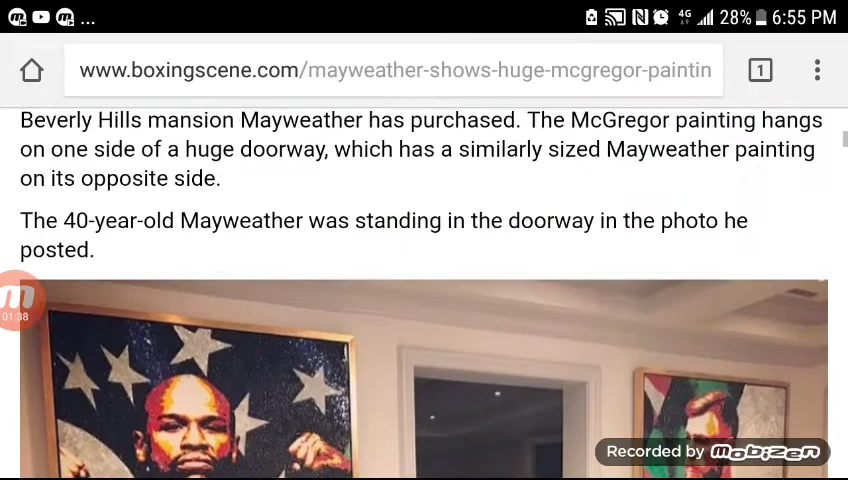 ... 4G 28% 6:55 PM
www.boxingscene.com/mayweather-shows-huge-mcgregor-paintin 1
Beverly Hills mansion Mayweather has purchased. The McGregor painting hangs
on one side of a huge doorway, which has a similarly sized Mayweather painting
on its opposite side.
The 40-year-old Mayweather was standing in the doorway in the photo he
posted.
01:38
Recorded by mobizen